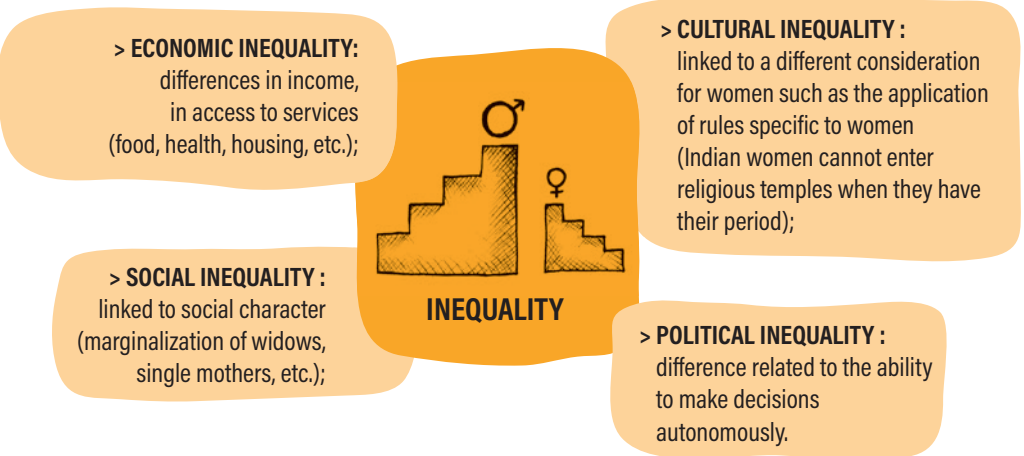 > ECONOMIC INEQUALITY:
differences in income,
in access to services
(food, health, housing, etc.);
> CULTURAL INEQUALITY :
linked to a different consideration
for women such as the application
of rules specific to women
(Indian women cannot enter
religious temples when they have
their period);
> SOCIAL INEQUALITY :
linked to social character
(marginalization of widows,
single mothers, etc.);
INEQUALITY
> POLITICAL INEQUALITY :
difference related to the ability
to make decisions
autonomously.